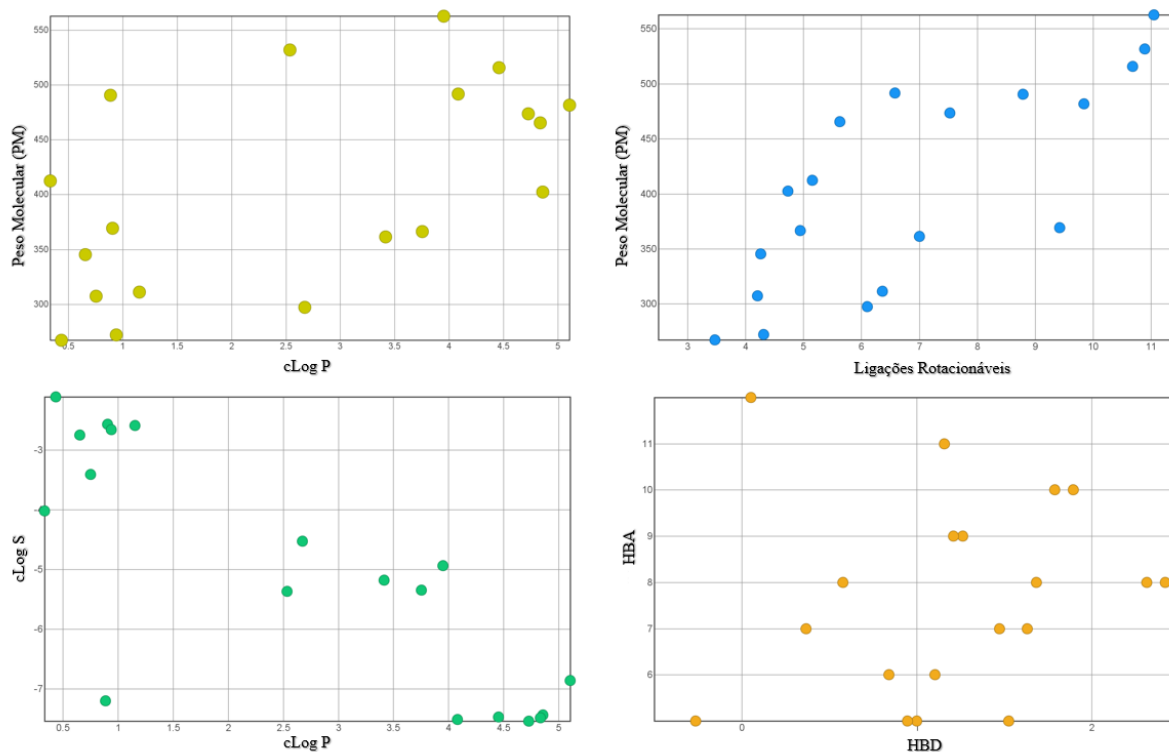 550
500
450
400
350
300
Peso Molecular (PM)
0.5 1 1.5 2 2.5 3 3.5 4 4.5 5
cLog P
550
500
450
400
350
300
Peso Molecular (PM)
3 4 5 6 7 8 9 10 11
Ligações Rotacionáveis
-3
-5
-6
-7
cLog S
0.5 1 1.5 2 2.5 3 3.5 4 4.5 5
cLog P
11
10
9
8
7
6
HBA
0 2
HBD